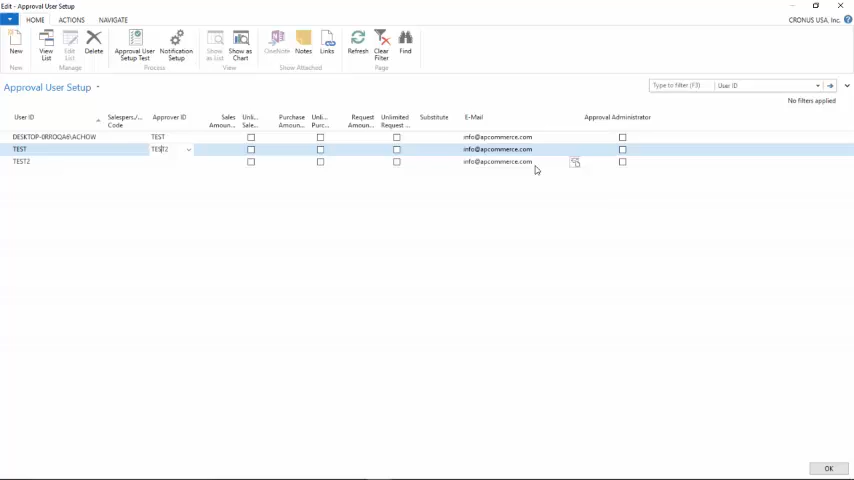 Edit - Approval User Setup
HOME ACTIONS NAVIGATE CRONUS USA, Inc.
New View List Edit List Delete Approval User Setup Test Notification Setup Show as List Show as Chart OneNote Notes Links Refresh Clear Filter Find
New Manage Process View Show Attached Page
Approval User Setup Type to filter (F3) User ID
No filters applied
User ID Salespers./... Code Approver ID Sales Amoun... Unli... Sale... Purchase Amoun... Unli... Purc... Request Amoun... Unlimited Request ... Substitute E-Mail Approval Administrator
DESKTOP-0RROQA6\ACHOW TEST info@apcommerce.com
TEST TEST2 info@apcommerce.com
TEST2 info@apcommerce.com
OK